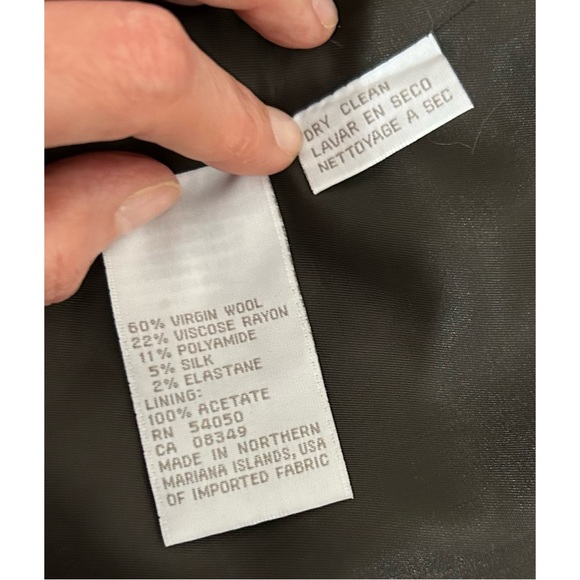 DRY CLEAN
LAVAR EN SECO
NETTOYAGE A SEC
60% VIRGIN WOOL
22% VISCOSE RAYON
11% POLYAMIDE
5% SILK
2% ELASTANE
LINING:
100% ACETATE
RN 54050
CA 08349
MADE IN NORTHERN
MARIANA ISLANDS, USA
OF IMPORTED FABRIC